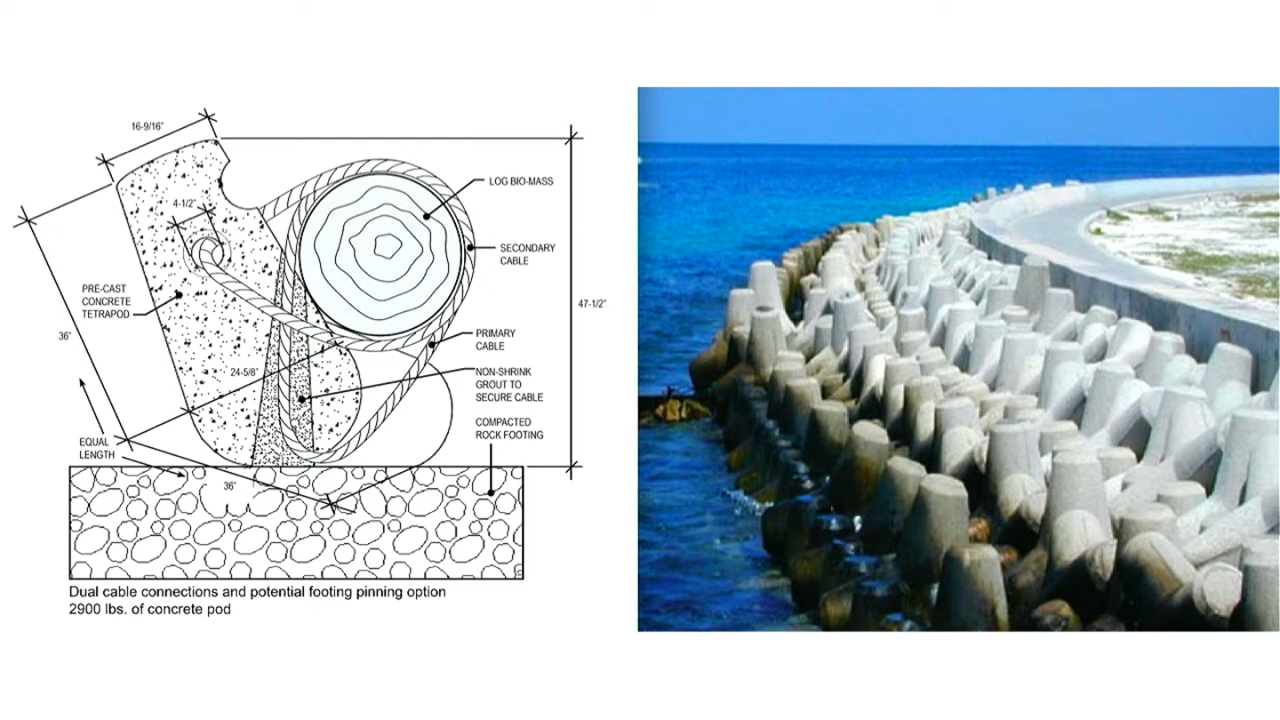 16-9/16"
4-1/2"
LOG BIO-MASS
SECONDARY
CABLE
PRE-CAST
CONCRETE
TETRAPOD
47-1/2"
36"
PRIMARY
CABLE
24-5/8"
NON-SHRINK
GROUT TO
SECURE CABLE
COMPACTED
ROCK FOOTING
EQUAL
LENGTH
36"
Dual cable connections and potential footing pinning option
2900 lbs. of concrete pod